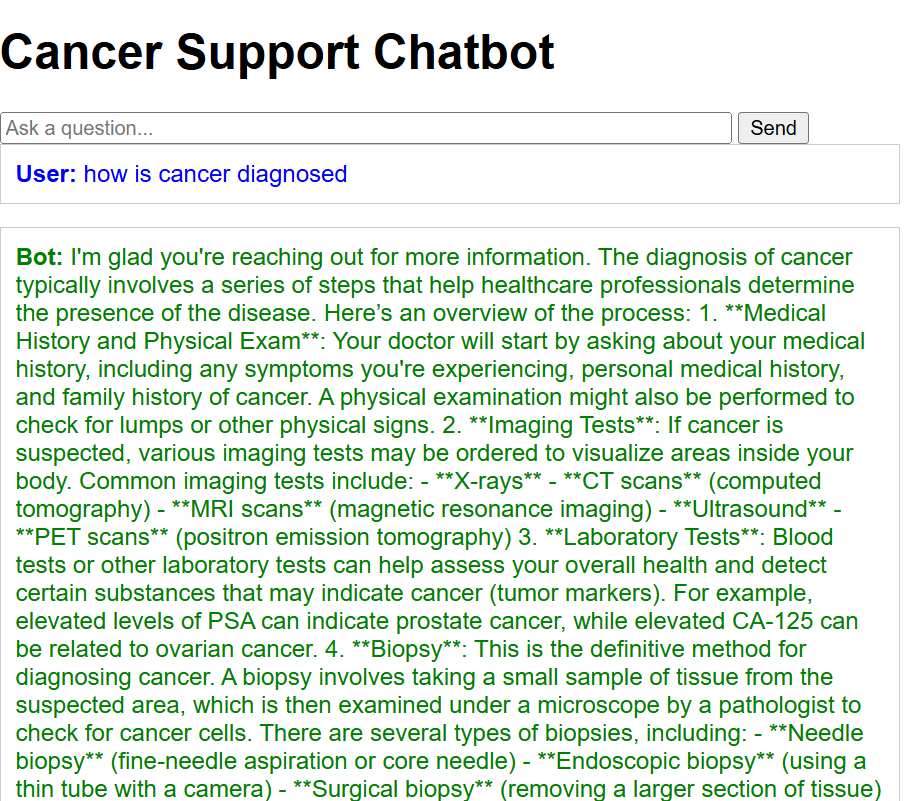 Cancer Support Chatbot
Ask a question...
Send
User: how is cancer diagnosed
Bot: I'm glad you're reaching out for more information. The diagnosis of cancer
typically involves a series of steps that help healthcare professionals determine
the presence of the disease. Here’s an overview of the process: 1. **Medical
History and Physical Exam**: Your doctor will start by asking about your medical
history, including any symptoms you're experiencing, personal medical history,
and family history of cancer. A physical examination might also be performed to
check for lumps or other physical signs. 2. **Imaging Tests**: If cancer is
suspected, various imaging tests may be ordered to visualize areas inside your
body. Common imaging tests include: - **X-rays** - **CT scans** (computed
tomography) - **MRI scans** (magnetic resonance imaging) - **Ultrasound** -
**PET scans** (positron emission tomography) 3. **Laboratory Tests**: Blood
tests or other laboratory tests can help assess your overall health and detect
certain substances that may indicate cancer (tumor markers). For example,
elevated levels of PSA can indicate prostate cancer, while elevated CA-125 can
be related to ovarian cancer. 4. **Biopsy**: This is the definitive method for
diagnosing cancer. A biopsy involves taking a small sample of tissue from the
suspected area, which is then examined under a microscope by a pathologist to
check for cancer cells. There are several types of biopsies, including: - **Needle
biopsy** (fine-needle aspiration or core needle) - **Endoscopic biopsy** (using a
thin tube with a camera) - **Surgical biopsy** (removing a larger section of tissue)